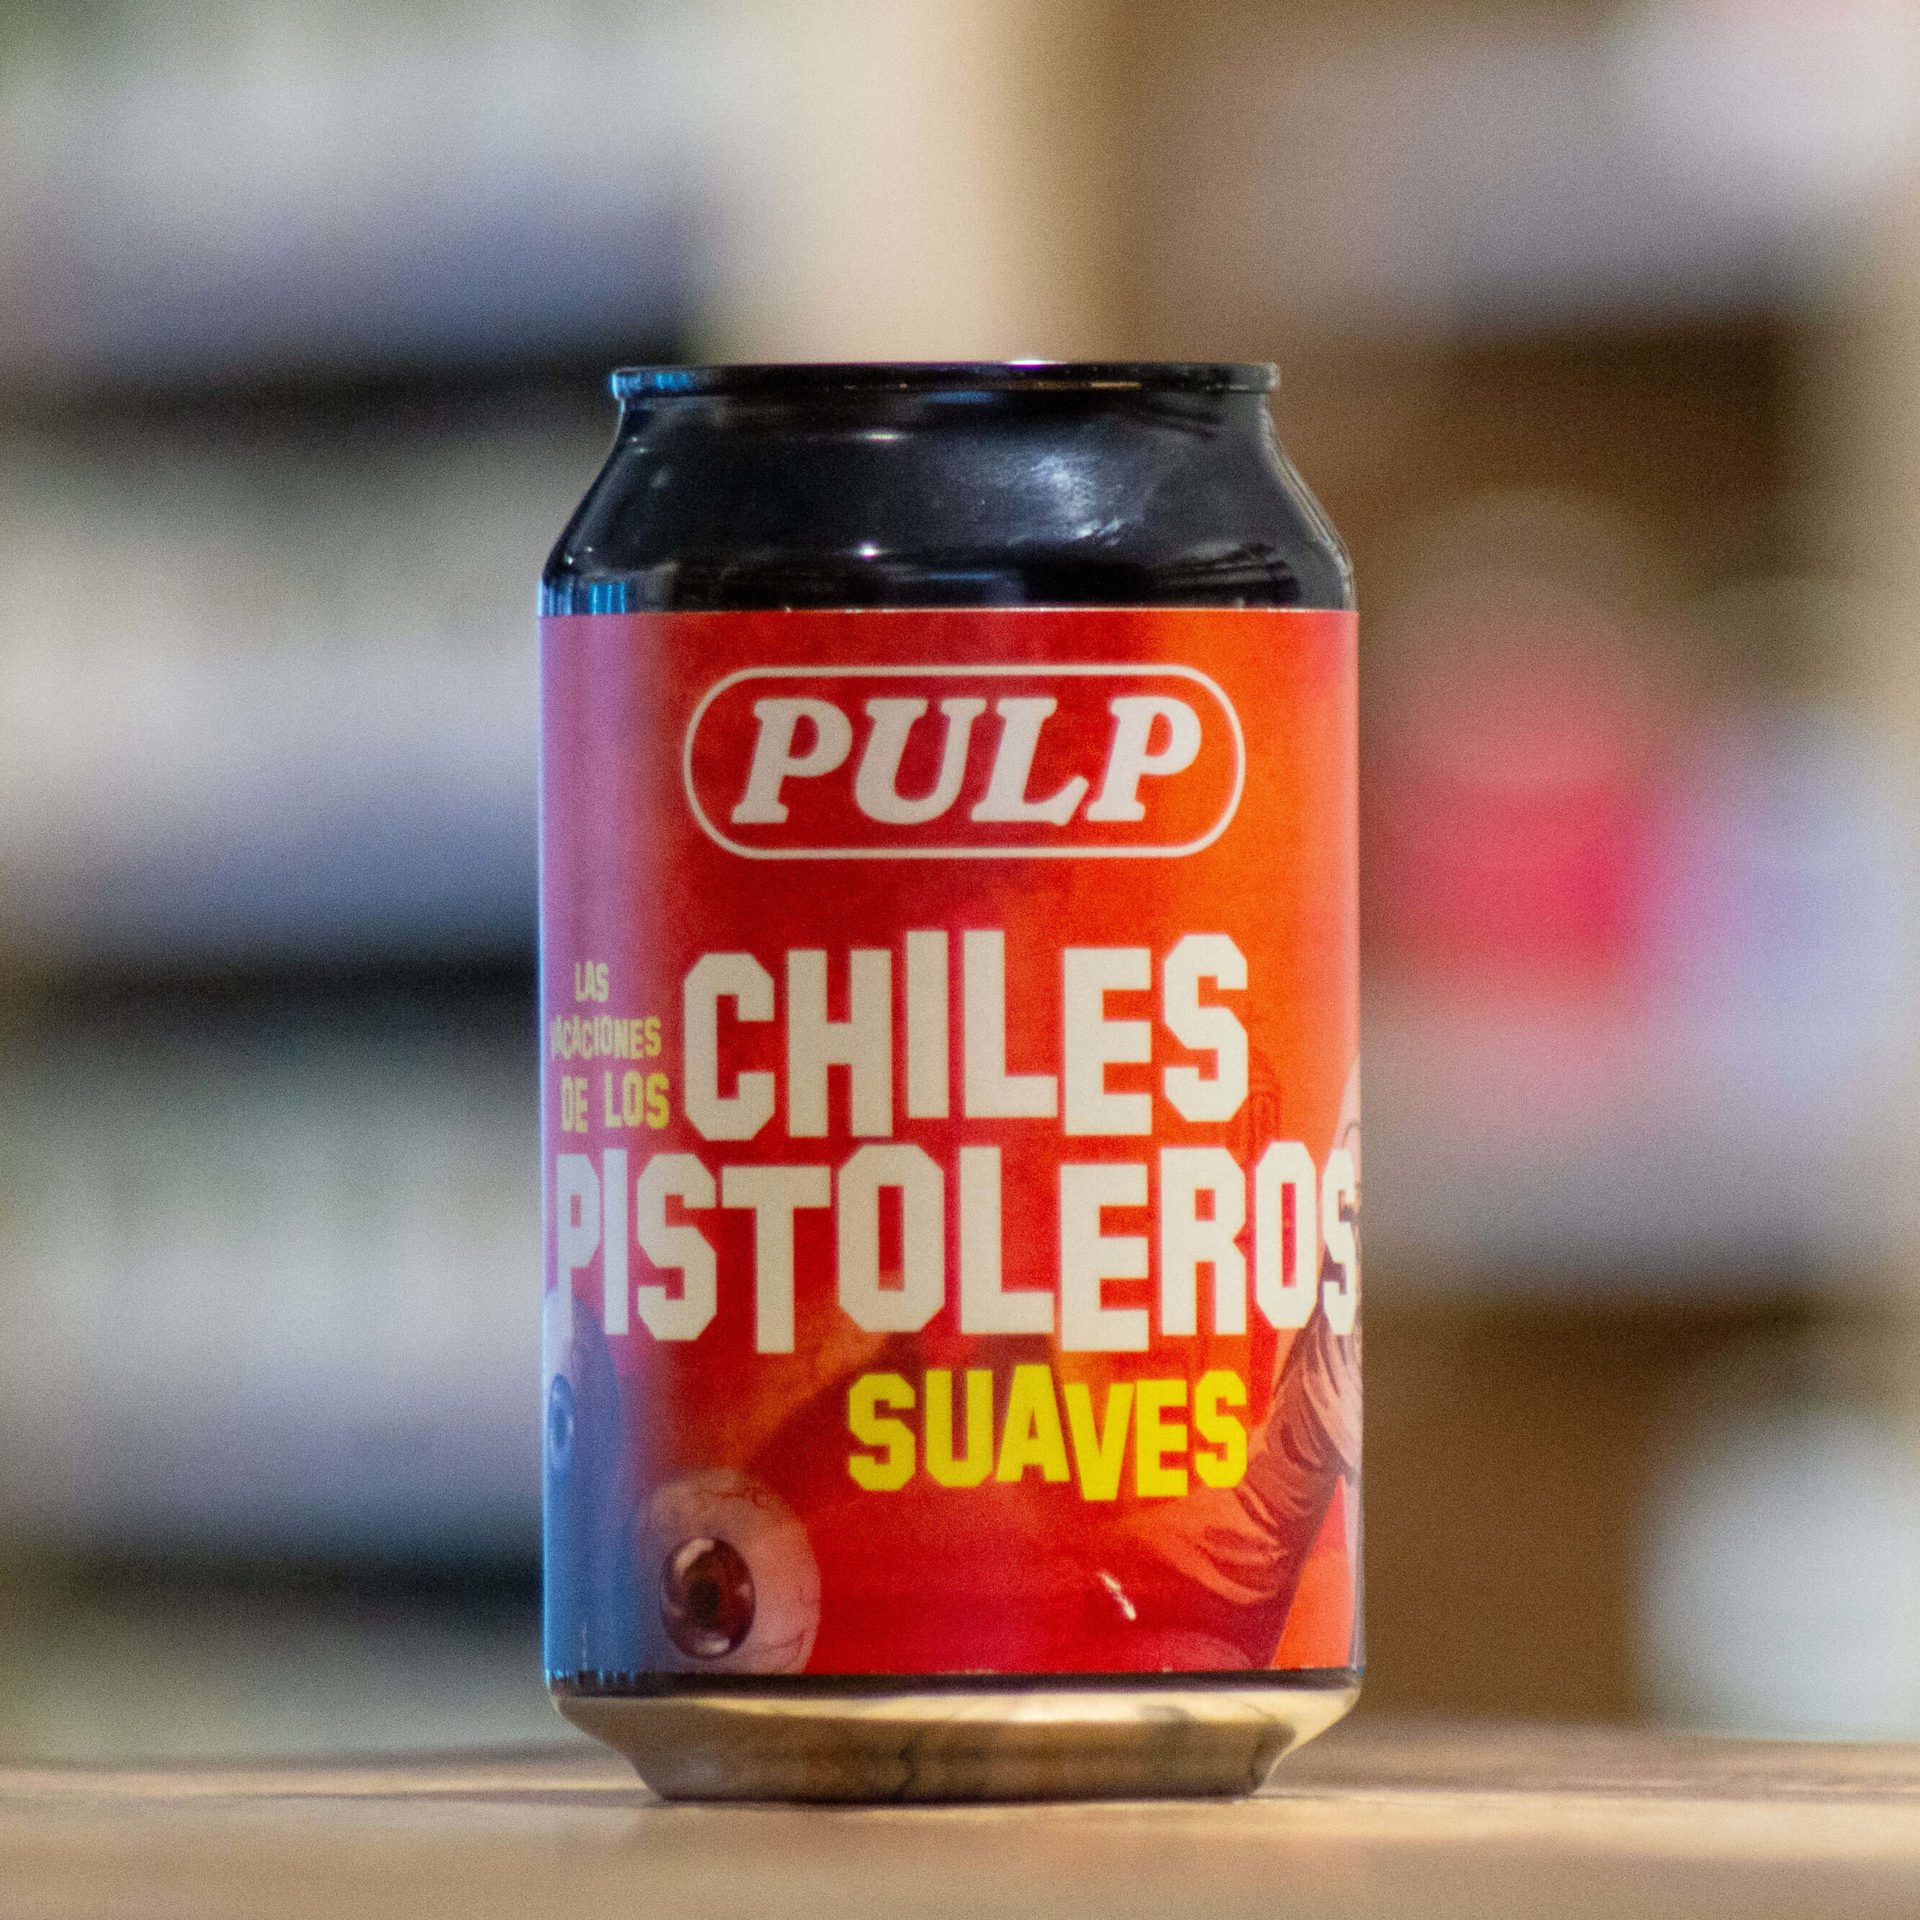 PULP
LAS
VACACIONES
DE LOS
CHILES
PISTOLEROS
SUAVES